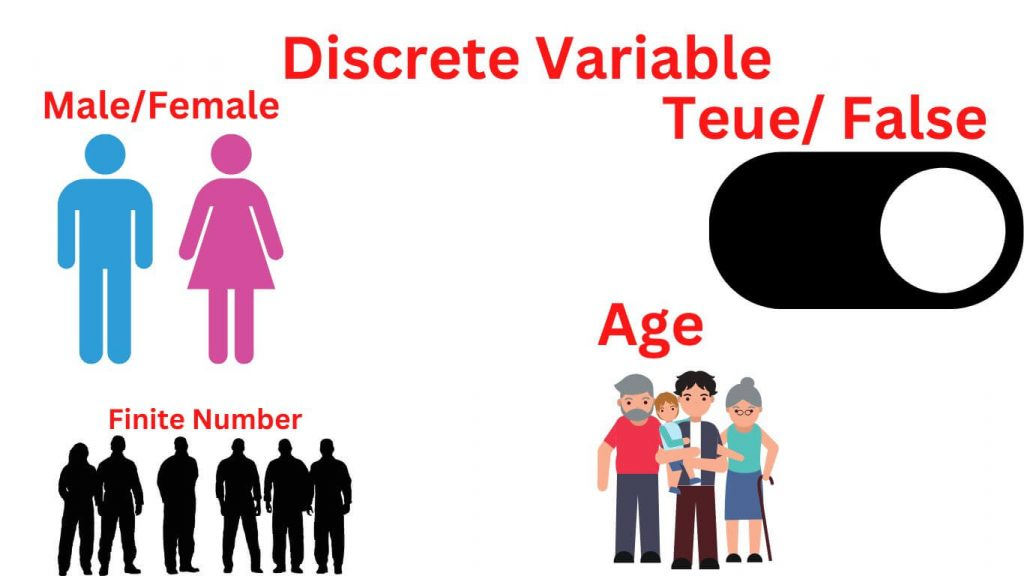 Discrete Variable
Male/Female
Teue/ False
Age
Finite Number